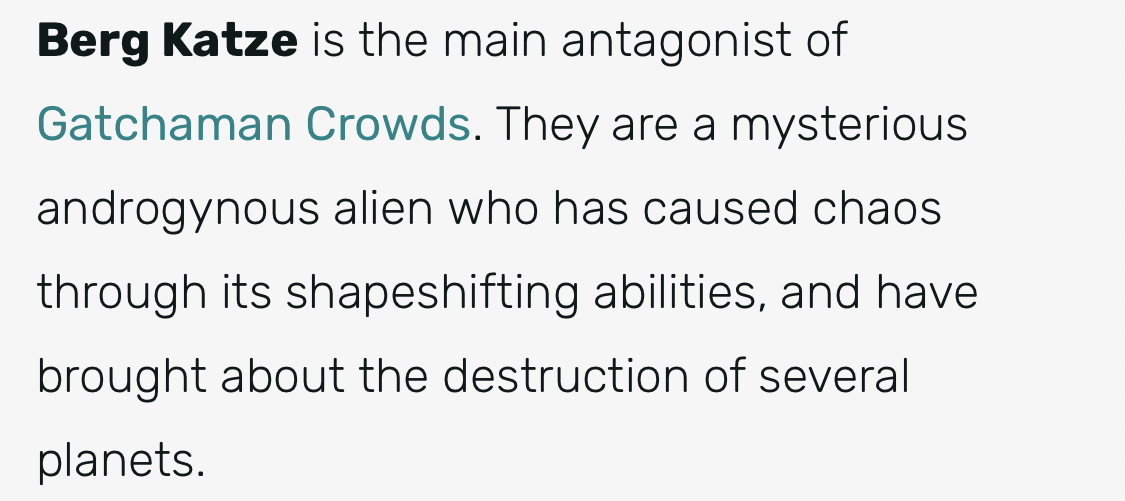 Berg Katze is the main antagonist of
Gatchaman Crowds. They are a mysterious
androgynous alien who has caused chaos
through its shapeshifting abilities, and have
brought about the destruction of several
planets.